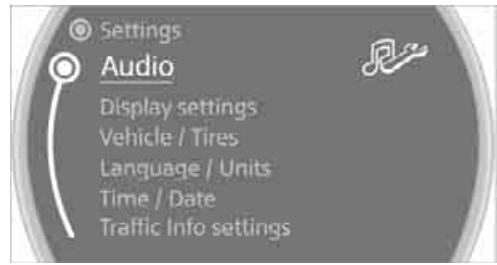 Settings
Audio
Display settings
Vehicle / Tires
Language / Units
Time / Date
Traffic Info settings